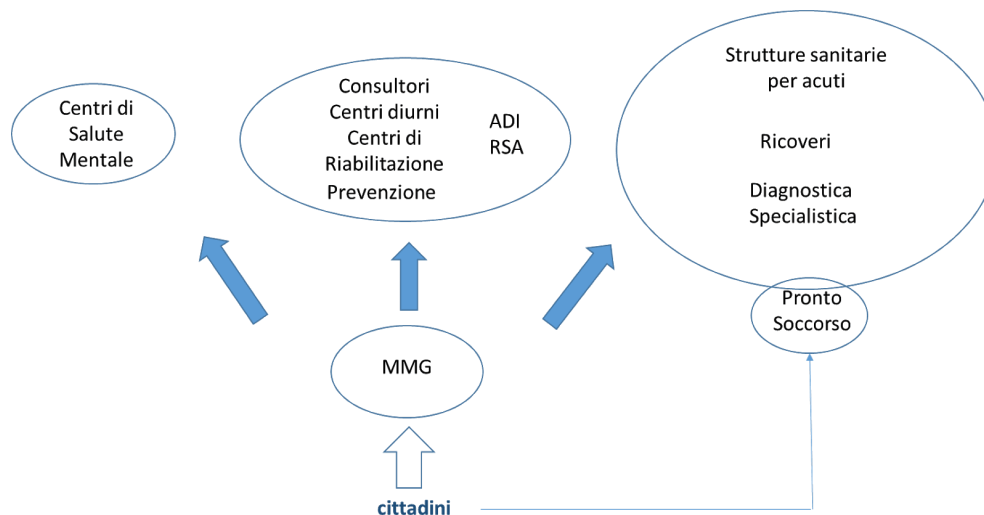 Centri di
Salute
Mentale
Consultori
Centri diurni
Centri di
Riabilitazione
Prevenzione
ADI
RSA
Strutture sanitarie
per acuti
Ricoveri
Diagnostica
Specialistica
Pronto
Soccorso
MMG
cittadini